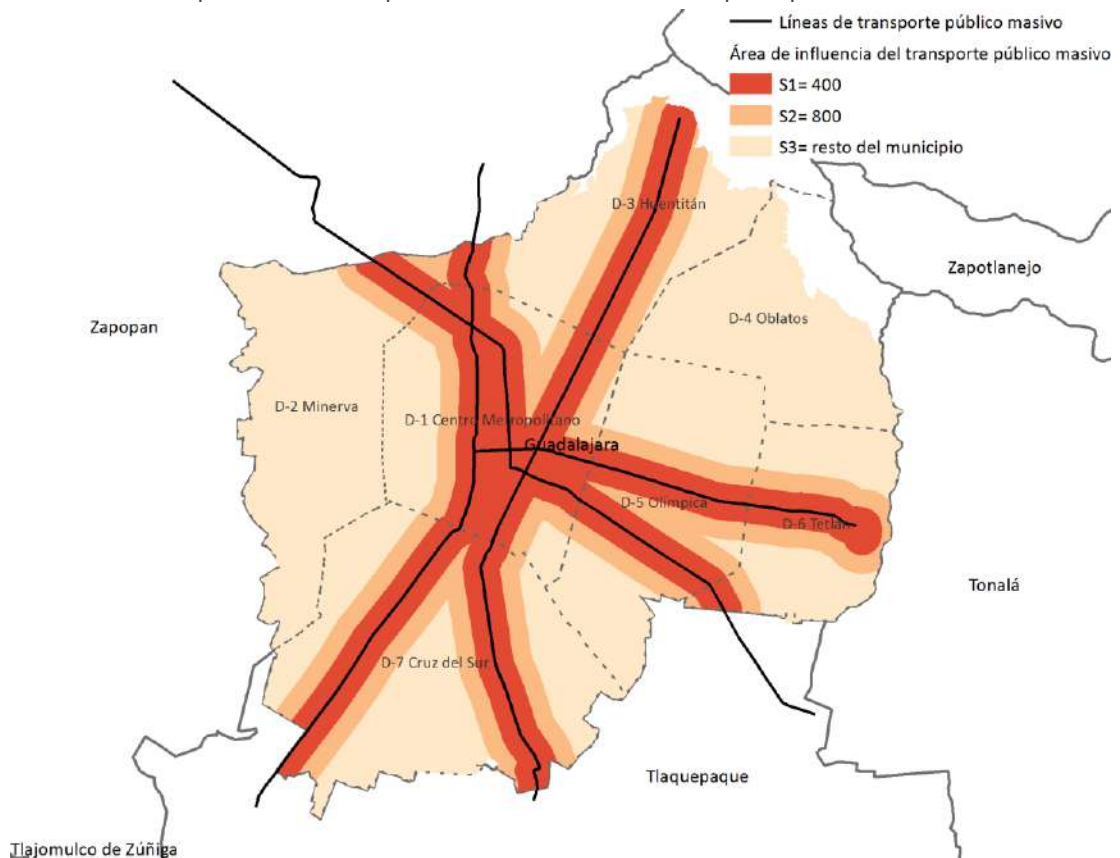 Líneas de transporte público masivo
Área de influencia del transporte público masivo
S1= 400
S2= 800
S3= resto del municipio
D-3 Huentitán
Zapotlanejo
Zapopan
D-4 Oblatos
D-2 Minerva
D-1 Centro Metropolitano
Guadalajara
D-5 Olímpica
D-6 Tetlán
Tonalá
D-7 Cruz del Sur
Tlaquepaque
Tlajomulco de Zúñiga